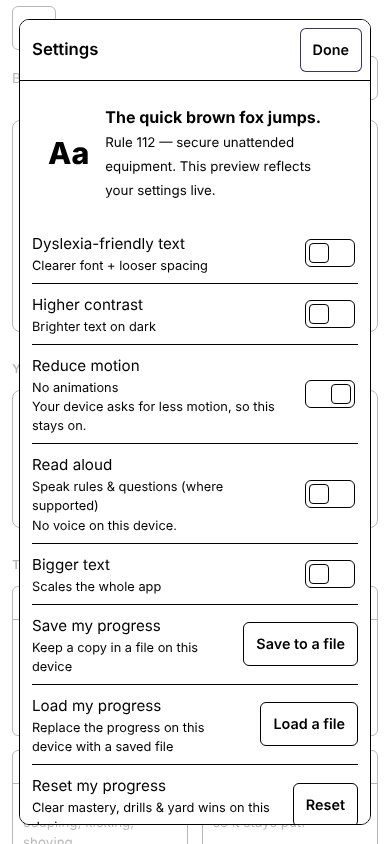 Settings
Done
Aa
The quick brown fox jumps.
Rule 112 — secure unattended
equipment. This preview reflects
your settings live.
Dyslexia-friendly text
Clearer font + looser spacing
Higher contrast
Brighter text on dark
Reduce motion
No animations
Your device asks for less motion, so this
stays on.
Read aloud
Speak rules & questions (where
supported)
No voice on this device.
Bigger text
Scales the whole app
Save my progress
Keep a copy in a file on this
device
Save to a file
Load my progress
Replace the progress on this
device with a saved file
Load a file
Reset my progress
Clear mastery, drills & yard wins on this
Reset
shoving